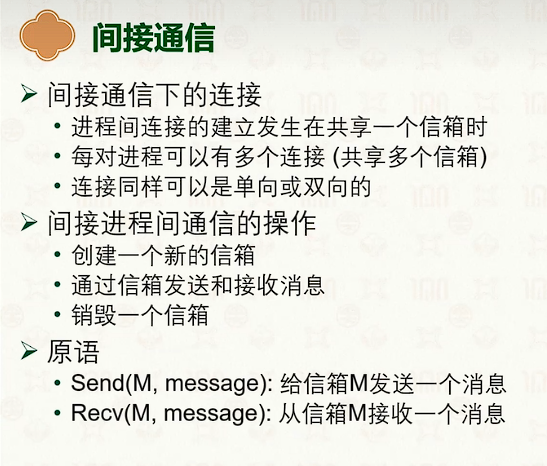 间接通信
间接通信下的连接
进程间连接的建立发生在共享一个信箱时
每对进程可以有多个连接 (共享多个信箱)
连接同样可以是单向或双向的
间接进程间通信的操作
创建一个新的信箱
通过信箱发送和接收消息
销毁一个信箱
原语
Send(M, message): 给信箱M发送一个消息
Recv(M, message): 从信箱M接收一个消息